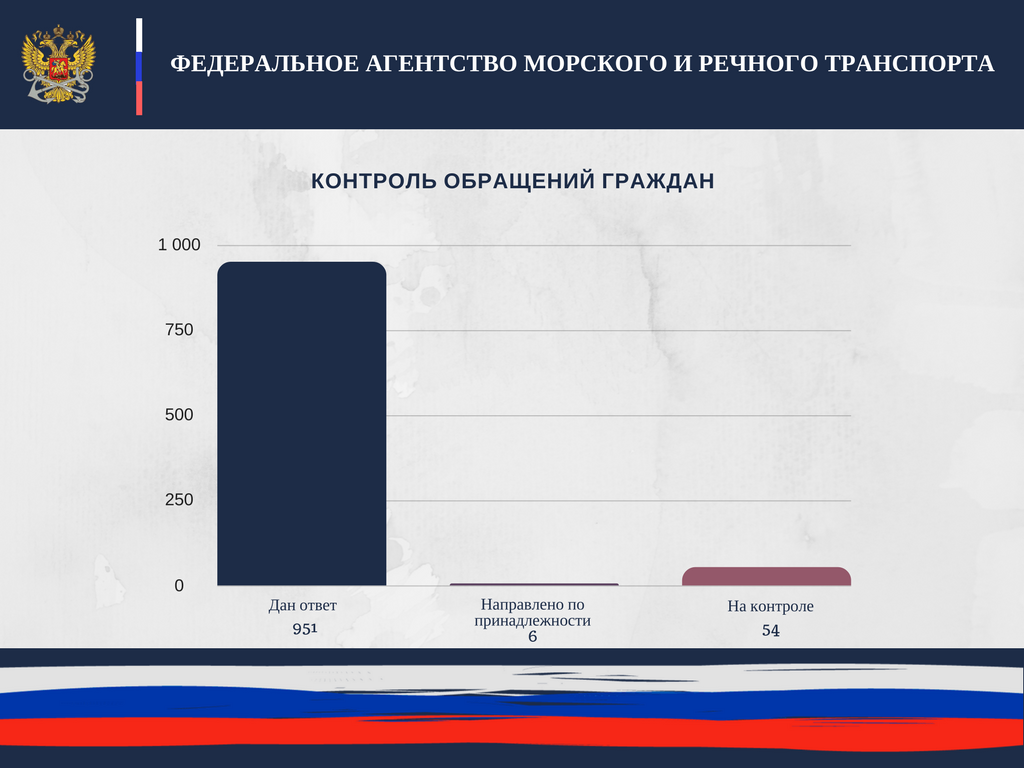 ФЕДЕРАЛЬНОЕ АГЕНТСТВО МОРСКОГО И РЕЧНОГО ТРАНСПОРТА
КОНТРОЛЬ ОБРАЩЕНИЙ ГРАЖДАН
1 000
750
500
250
0
Дан ответ
951
Направлено по
принадлежности
6
На контроле
54